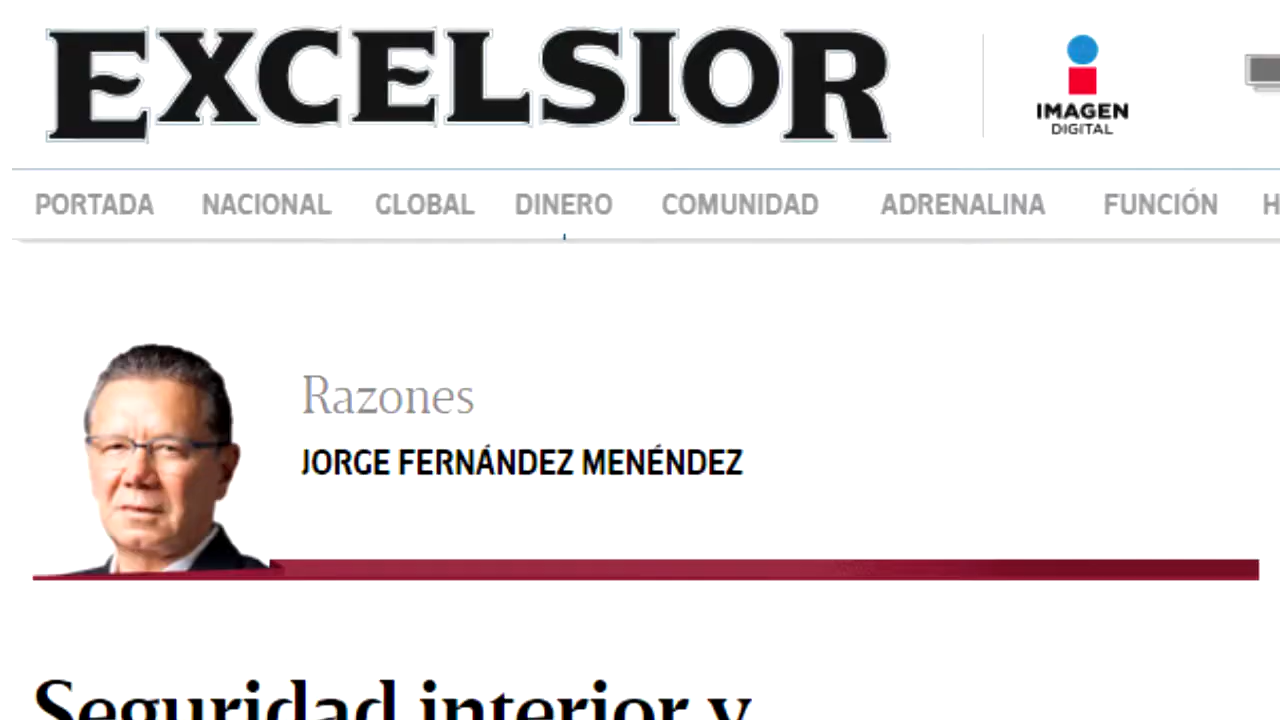 EXCELSIOR
IMAGEN
DIGITAL
PORTADA NACIONAL GLOBAL DINERO COMUNIDAD ADRENALINA FUNCIÓN H
Razones
JORGE FERNÁNDEZ MENÉNDEZ
Seguridad interior y